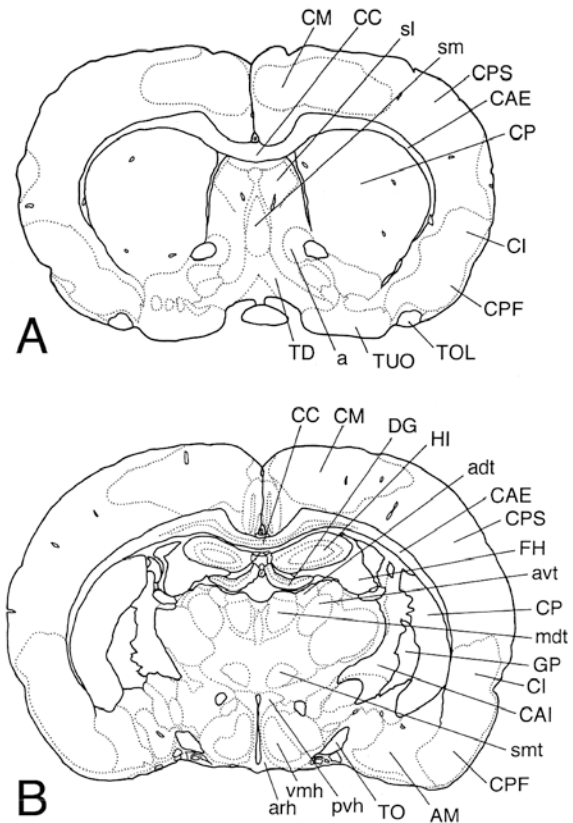 CM CC sl sm
CPS
CAE
CP
CI
CPF
A TD a TUO TOL
CC CM DG HI
adt
CAE
CPS
FH
avt
CP
mdt
GP
CI
CAI
smt
CPF
B arh vmh pvh TO AM